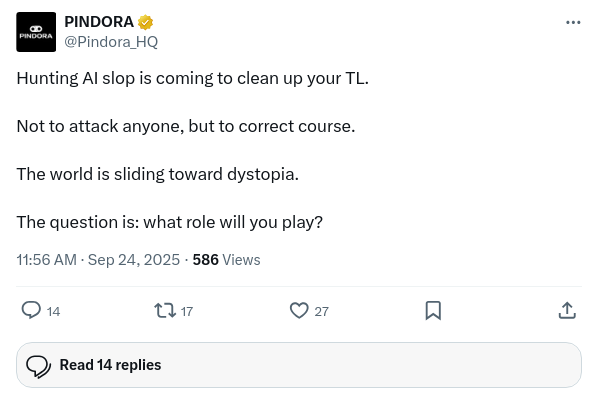 PINDORA
PINDORA
@Pindora_HQ
Hunting AI slop is coming to clean up your TL.
Not to attack anyone, but to correct course.
The world is sliding toward dystopia.
The question is: what role will you play?
11:56 AM · Sep 24, 2025 · 586 Views
14 17 27
Read 14 replies